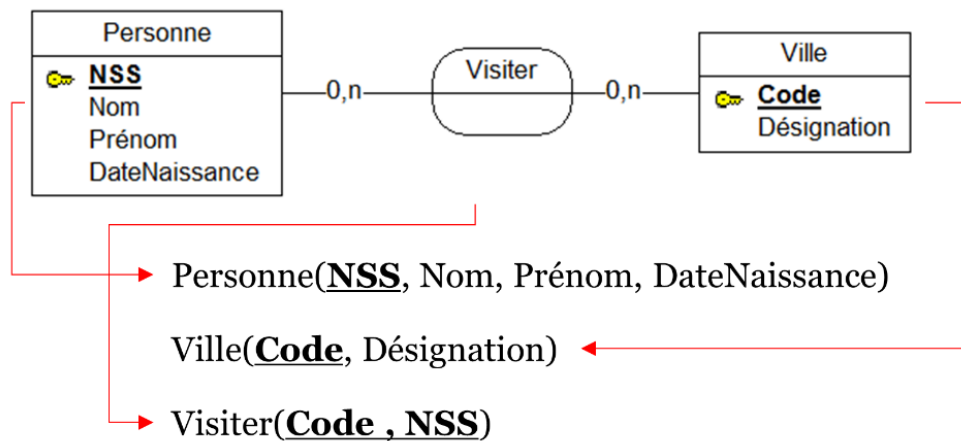 Personne
NSS
Nom
Prénom
DateNaissance
0,n
Visiter
0,n
Ville
Code
Désignation
Personne(NSS, Nom, Prénom, DateNaissance)
Ville(Code, Désignation)
Visiter(Code , NSS)